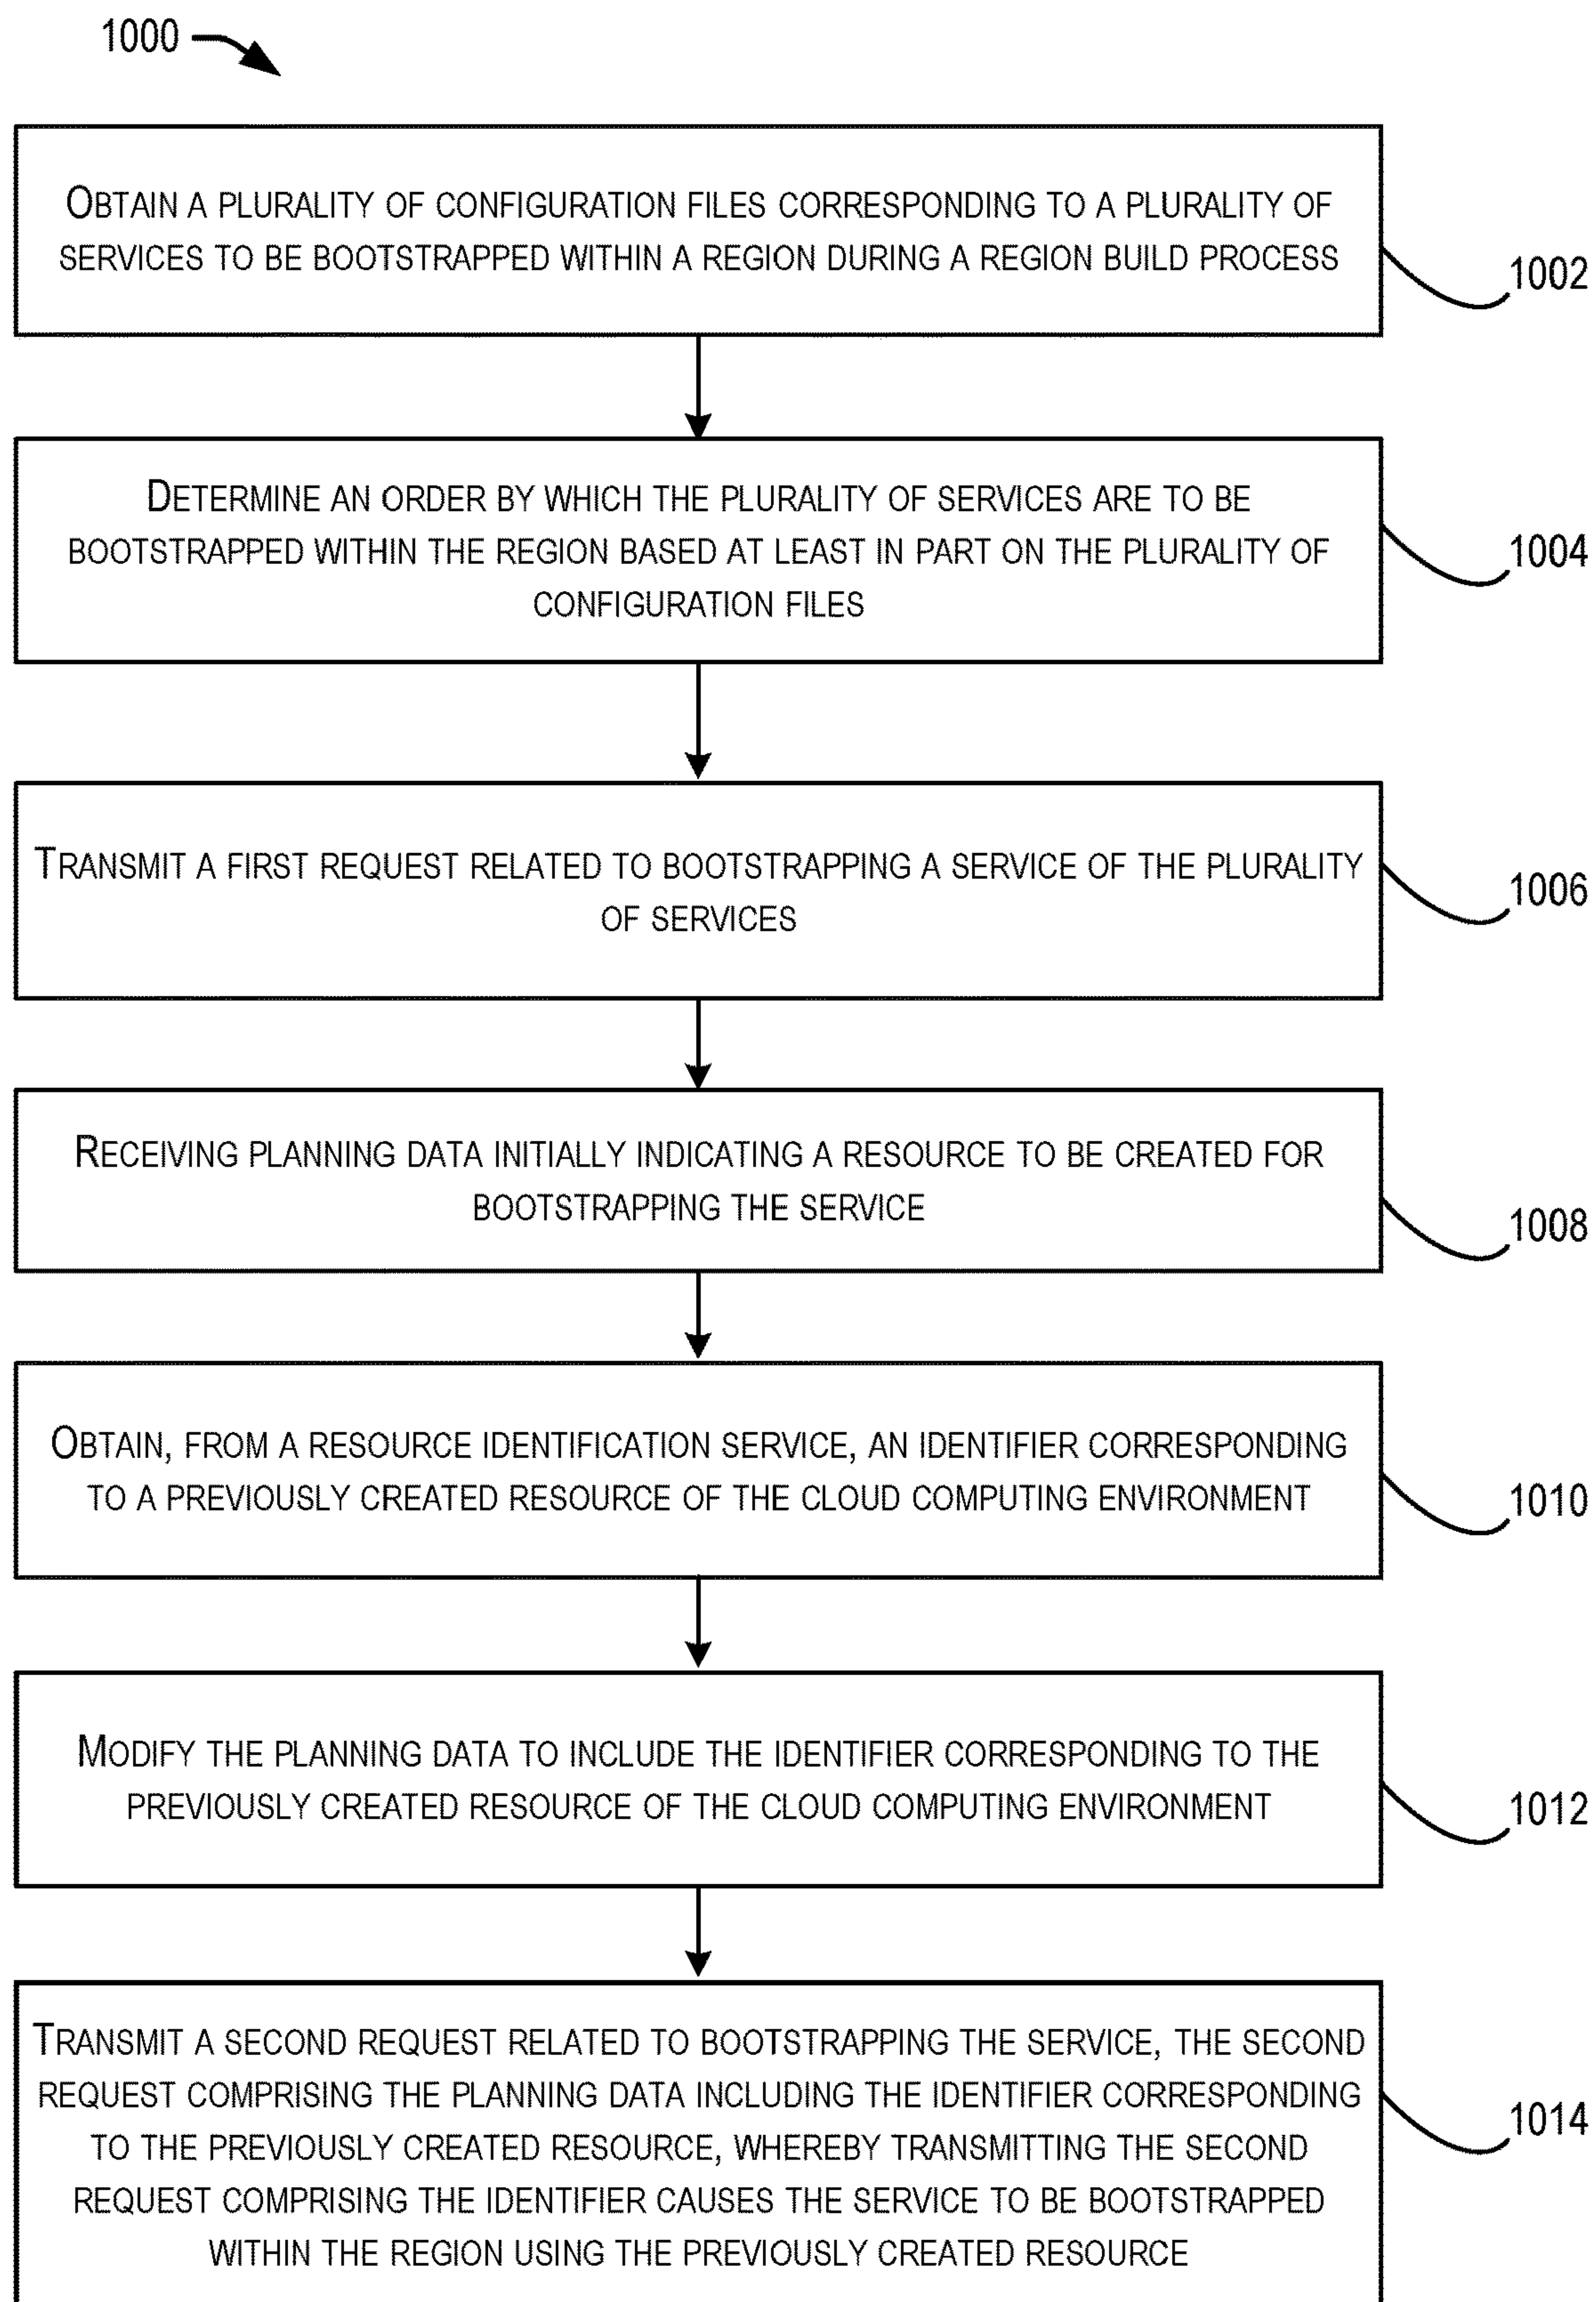 1000
OBTAIN A PLURALITY OF CONFIGURATION FILES CORRESPONDING TO A PLURALITY OF
SERVICES TO BE BOOTSTRAPPED WITHIN A REGION DURING A REGION BUILD PROCESS
1002
DETERMINE AN ORDER BY WHICH THE PLURALITY OF SERVICES ARE TO BE
BOOTSTRAPPED WITHIN THE REGION BASED AT LEAST IN PART ON THE PLURALITY OF
CONFIGURATION FILES
1004
TRANSMIT A FIRST REQUEST RELATED TO BOOTSTRAPPING A SERVICE OF THE PLURALITY
OF SERVICES
1006
RECEIVING PLANNING DATA INITIALLY INDICATING A RESOURCE TO BE CREATED FOR
BOOTSTRAPPING THE SERVICE
1008
OBTAIN, FROM A RESOURCE IDENTIFICATION SERVICE, AN IDENTIFIER CORRESPONDING
TO A PREVIOUSLY CREATED RESOURCE OF THE CLOUD COMPUTING ENVIRONMENT
1010
MODIFY THE PLANNING DATA TO INCLUDE THE IDENTIFIER CORRESPONDING TO THE
PREVIOUSLY CREATED RESOURCE OF THE CLOUD COMPUTING ENVIRONMENT
1012
TRANSMIT A SECOND REQUEST RELATED TO BOOTSTRAPPING THE SERVICE, THE SECOND
REQUEST COMPRISING THE PLANNING DATA INCLUDING THE IDENTIFIER CORRESPONDING
TO THE PREVIOUSLY CREATED RESOURCE, WHEREBY TRANSMITTING THE SECOND
REQUEST COMPRISING THE IDENTIFIER CAUSES THE SERVICE TO BE BOOTSTRAPPED
WITHIN THE REGION USING THE PREVIOUSLY CREATED RESOURCE
1014